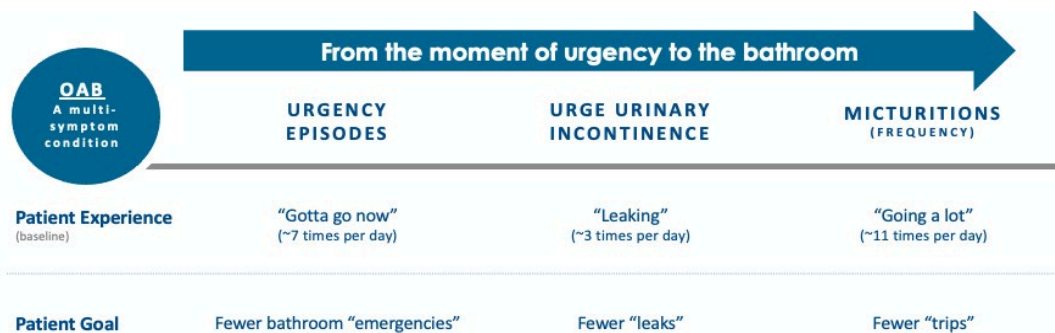 From the moment of urgency to the bathroom
OAB
A multi-
symptom
condition
URGENCY
EPISODES
URGE URINARY
INCONTINENCE
MICTURITIONS
(FREQUENCY)
Patient Experience
(baseline)
“Gotta go now”
(~7 times per day)
“Leaking”
(~3 times per day)
“Going a lot”
(~11 times per day)
Patient Goal
Fewer bathroom “emergencies”
Fewer “leaks”
Fewer “trips”